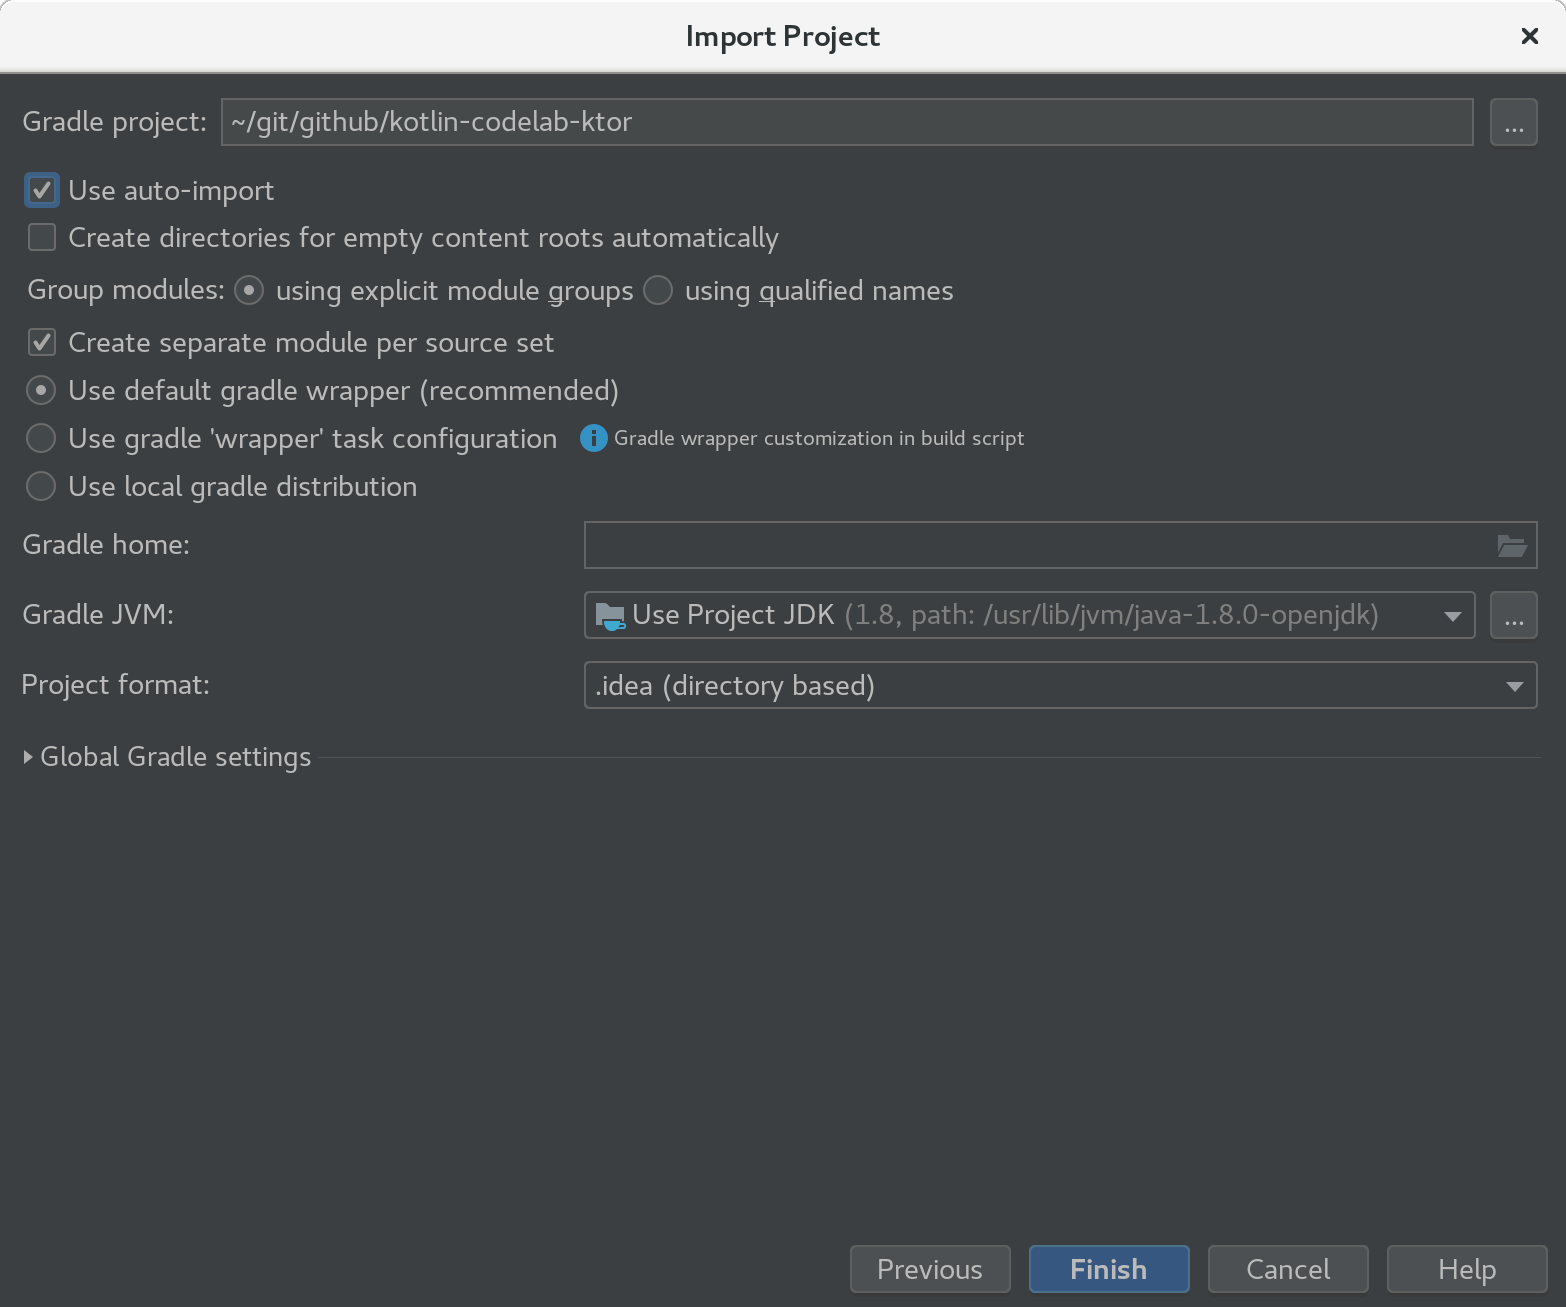 Import Project
Gradle project: ~/git/github/kotlin-codelab-ktor ...
Use auto-import
Create directories for empty content roots automatically
Group modules: using explicit module groups using qualified names
Create separate module per source set
Use default gradle wrapper (recommended)
Use gradle 'wrapper' task configuration Gradle wrapper customization in build script
Use local gradle distribution
Gradle home:
Gradle JVM: Use Project JDK (1.8, path: /usr/lib/jvm/java-1.8.0-openjdk) ...
Project format: .idea (directory based)
Global Gradle settings
Previous Finish Cancel Help